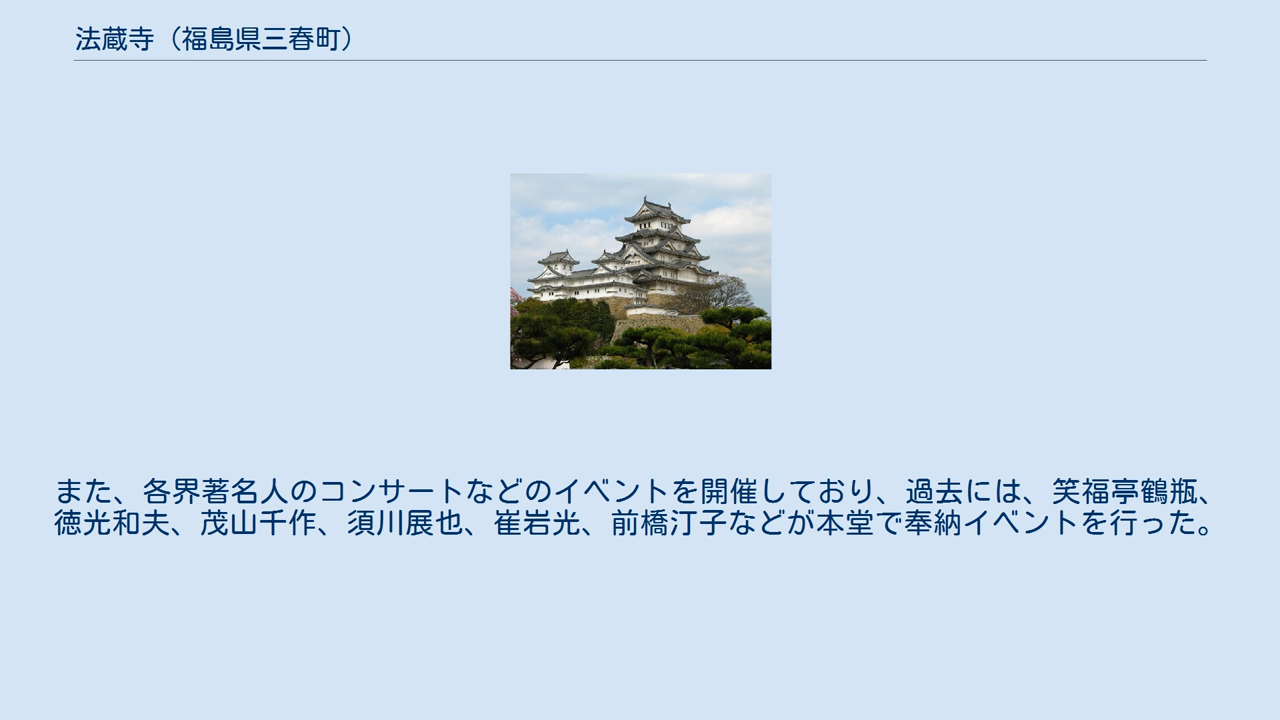 法蔵寺（福島県三春町）
また、各界著名人のコンサートなどのイベントを開催しており、過去には、笑福亭鶴瓶、
徳光和夫、茂山千作、須川展也、崔岩光、前橋汀子などが本堂で奉納イベントを行った。